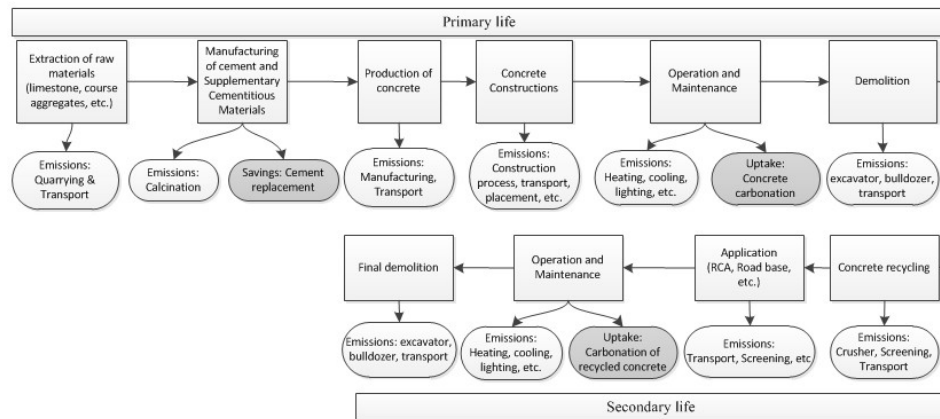 Primary life
Extraction of raw
materials
(limestone, course
aggregates, etc.)
Manufacturing
of cement and
Supplementary
Cementitious
Materials
Production of
concrete
Concrete
Constructions
Operation and
Maintenance
Demolition
Emissions:
Quarrying &
Transport
Emissions:
Calcination
Savings: Cement
replacement
Emissions:
Manufacturing,
Transport
Emissions:
Construction
process, transport,
placement, etc.
Emissions:
Heating, cooling,
lighting, etc.
Uptake:
Concrete
carbonation
Emissions:
excavator, bulldozer,
transport
Final demolition
Operation and
Maintenance
Application
(RCA, Road base,
etc.)
Concrete recycling
Emissions: excavator,
bulldozer, transport
Emissions:
Heating, cooling,
lighting, etc.
Uptake:
Carbonation of
recycled concrete
Emissions:
Transport, Screening, etc
Emissions:
Crusher, Screening,
Transport
Secondary life